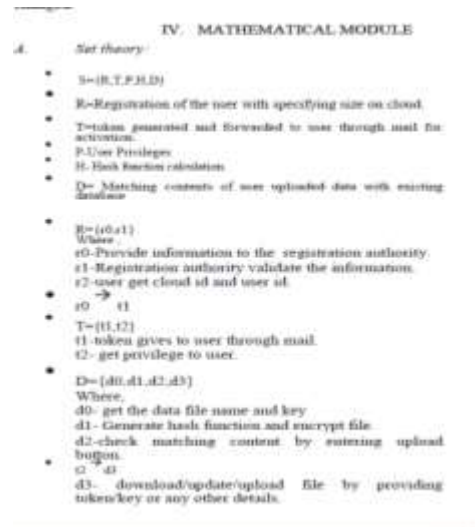 IV. MATHEMATICAL MODULE
A. Set theory
• S={R,T,P,H,D}
• R=Registration of the user with specifying size on cloud.
• T=token generated and forwarded to user through mail for
activation.
• P-User Privileges
• H- Hash function calculation
• D= Matching contents of user uploaded data with existing
database
• R={r0,r1}
Where ,
r0-Provide information to the registration authority.
r1-Registration authority validate the information.
r2-user get cloud id and user id.
• r0 → t1
• T={t1,t2}
t1-token gives to user through mail.
t2- get privilege to user.
• D={d0,d1,d2,d3}
Where,
d0- get the data file name and key
d1- Generate hash function and encrypt file
d2-check matching content by entering upload
button.
• t2 → d3
d3- download/update/upload file by providing
token/key or any other details.